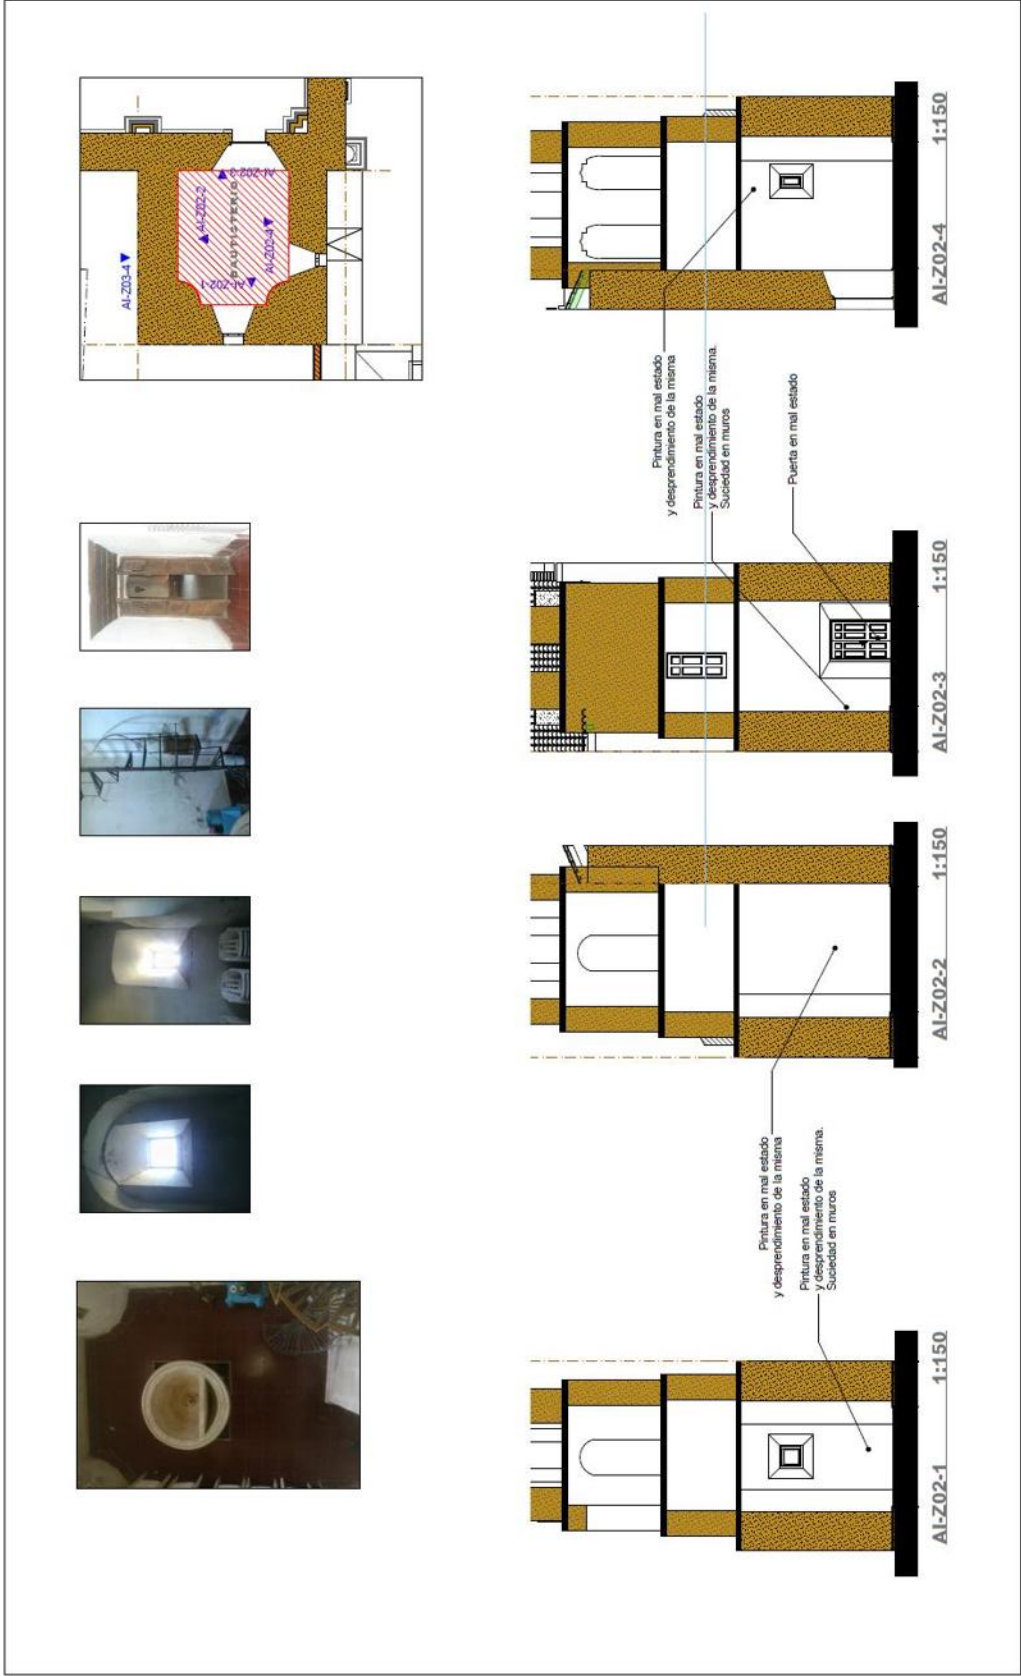 AI-Z03-4
AI-Z02-2
AI-Z02-3
BAUTISTERIO
AI-Z02-1
AI-Z02-4
Pintura en mal estado
y desprendimiento de la misma.
Suciedad en muros
AI-Z02-1 1:150
Pintura en mal estado
y desprendimiento de la misma
AI-Z02-2 1:150
Pintura en mal estado
y desprendimiento de la misma.
Suciedad en muros
Puerta en mal estado
AI-Z02-3 1:150
Pintura en mal estado
y desprendimiento de la misma
AI-Z02-4 1:150